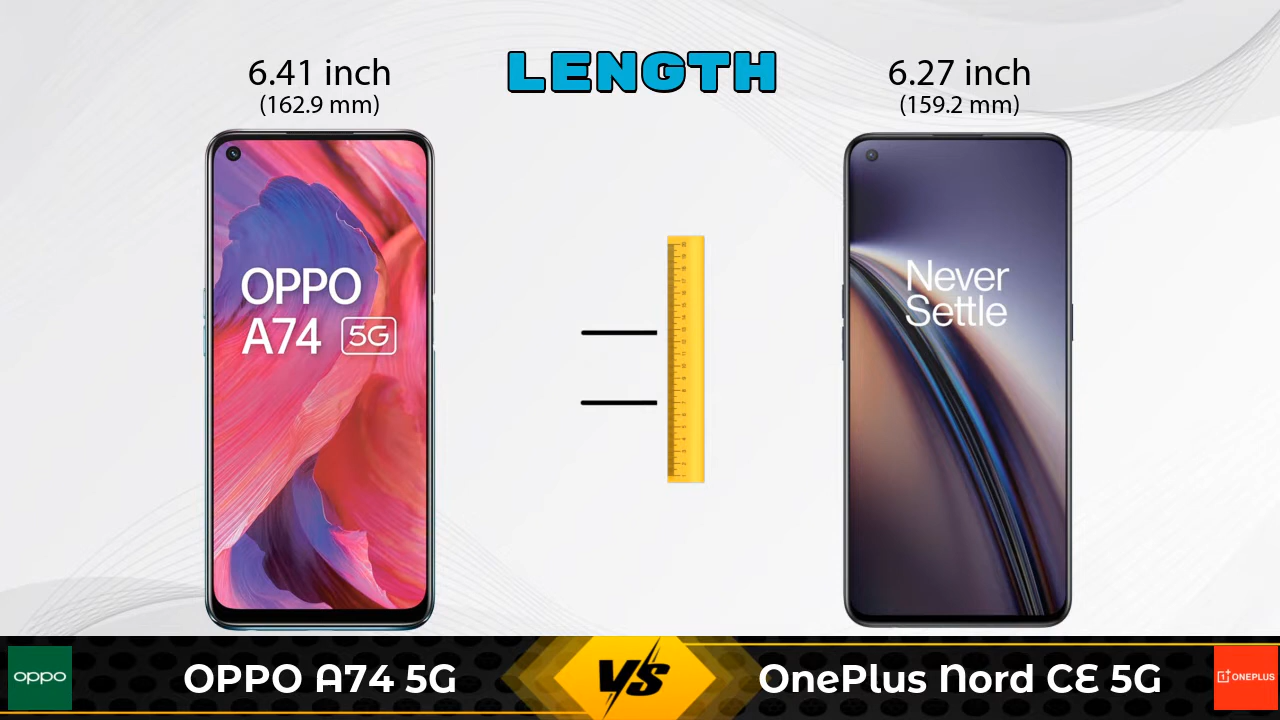 LENGTH
6.41 inch
(162.9 mm)
6.27 inch
(159.2 mm)
OPPO
A74 5G
Never
Settle
oppo
OPPO A74 5G
VS
OnePlus Nord CE 5G
ONEPLUS